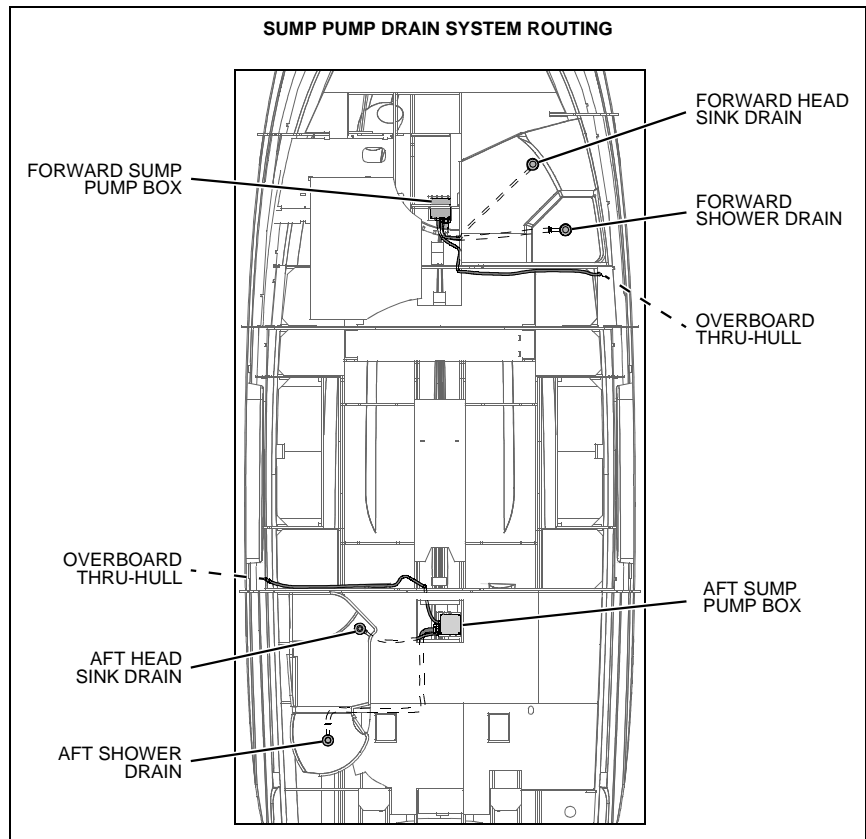 SUMP PUMP DRAIN SYSTEM ROUTING
FORWARD HEAD
SINK DRAIN
FORWARD SUMP
PUMP BOX
FORWARD
SHOWER DRAIN
OVERBOARD
THRU-HULL
OVERBOARD
THRU-HULL
AFT SUMP
PUMP BOX
AFT HEAD
SINK DRAIN
AFT SHOWER
DRAIN